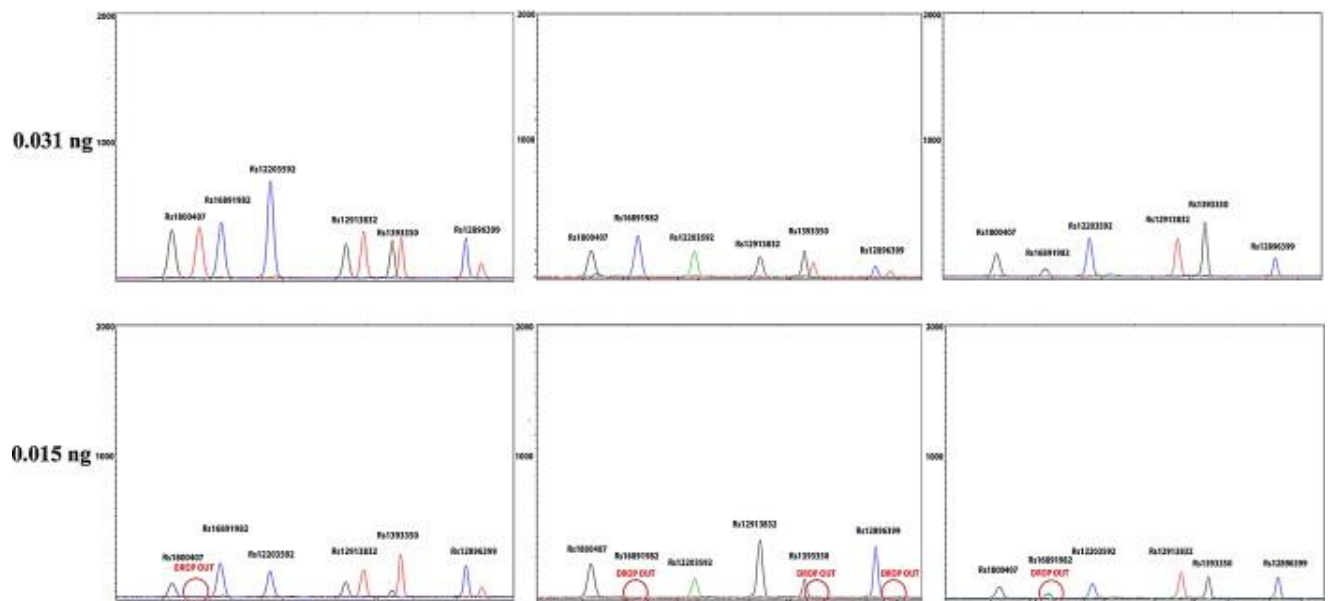 2000
2000
2000
0.031 ng
1000
1000
1000
Rs1800407
Rs16891982
Rs12203592
Rs12913832
Rs1393350
Rs12896399
Rs1800407
Rs16891982
Rs12203592
Rs12913832
Rs1393350
Rs12896399
Rs1800407
Rs16891982
Rs12203592
Rs12913832
Rs1393350
Rs12896399
2000
2000
2000
0.015 ng
1000
1000
1000
Rs1800407
DROP OUT
Rs16891982
Rs12203592
Rs12913832
Rs1393350
Rs12896399
Rs1800407
Rs16891982
DROP OUT
Rs12203592
Rs12913832
Rs1393350
DROP OUT
Rs12896399
DROP OUT
Rs1800407
Rs16891982
DROP OUT
Rs12203592
Rs12913832
Rs1393350
Rs12896399